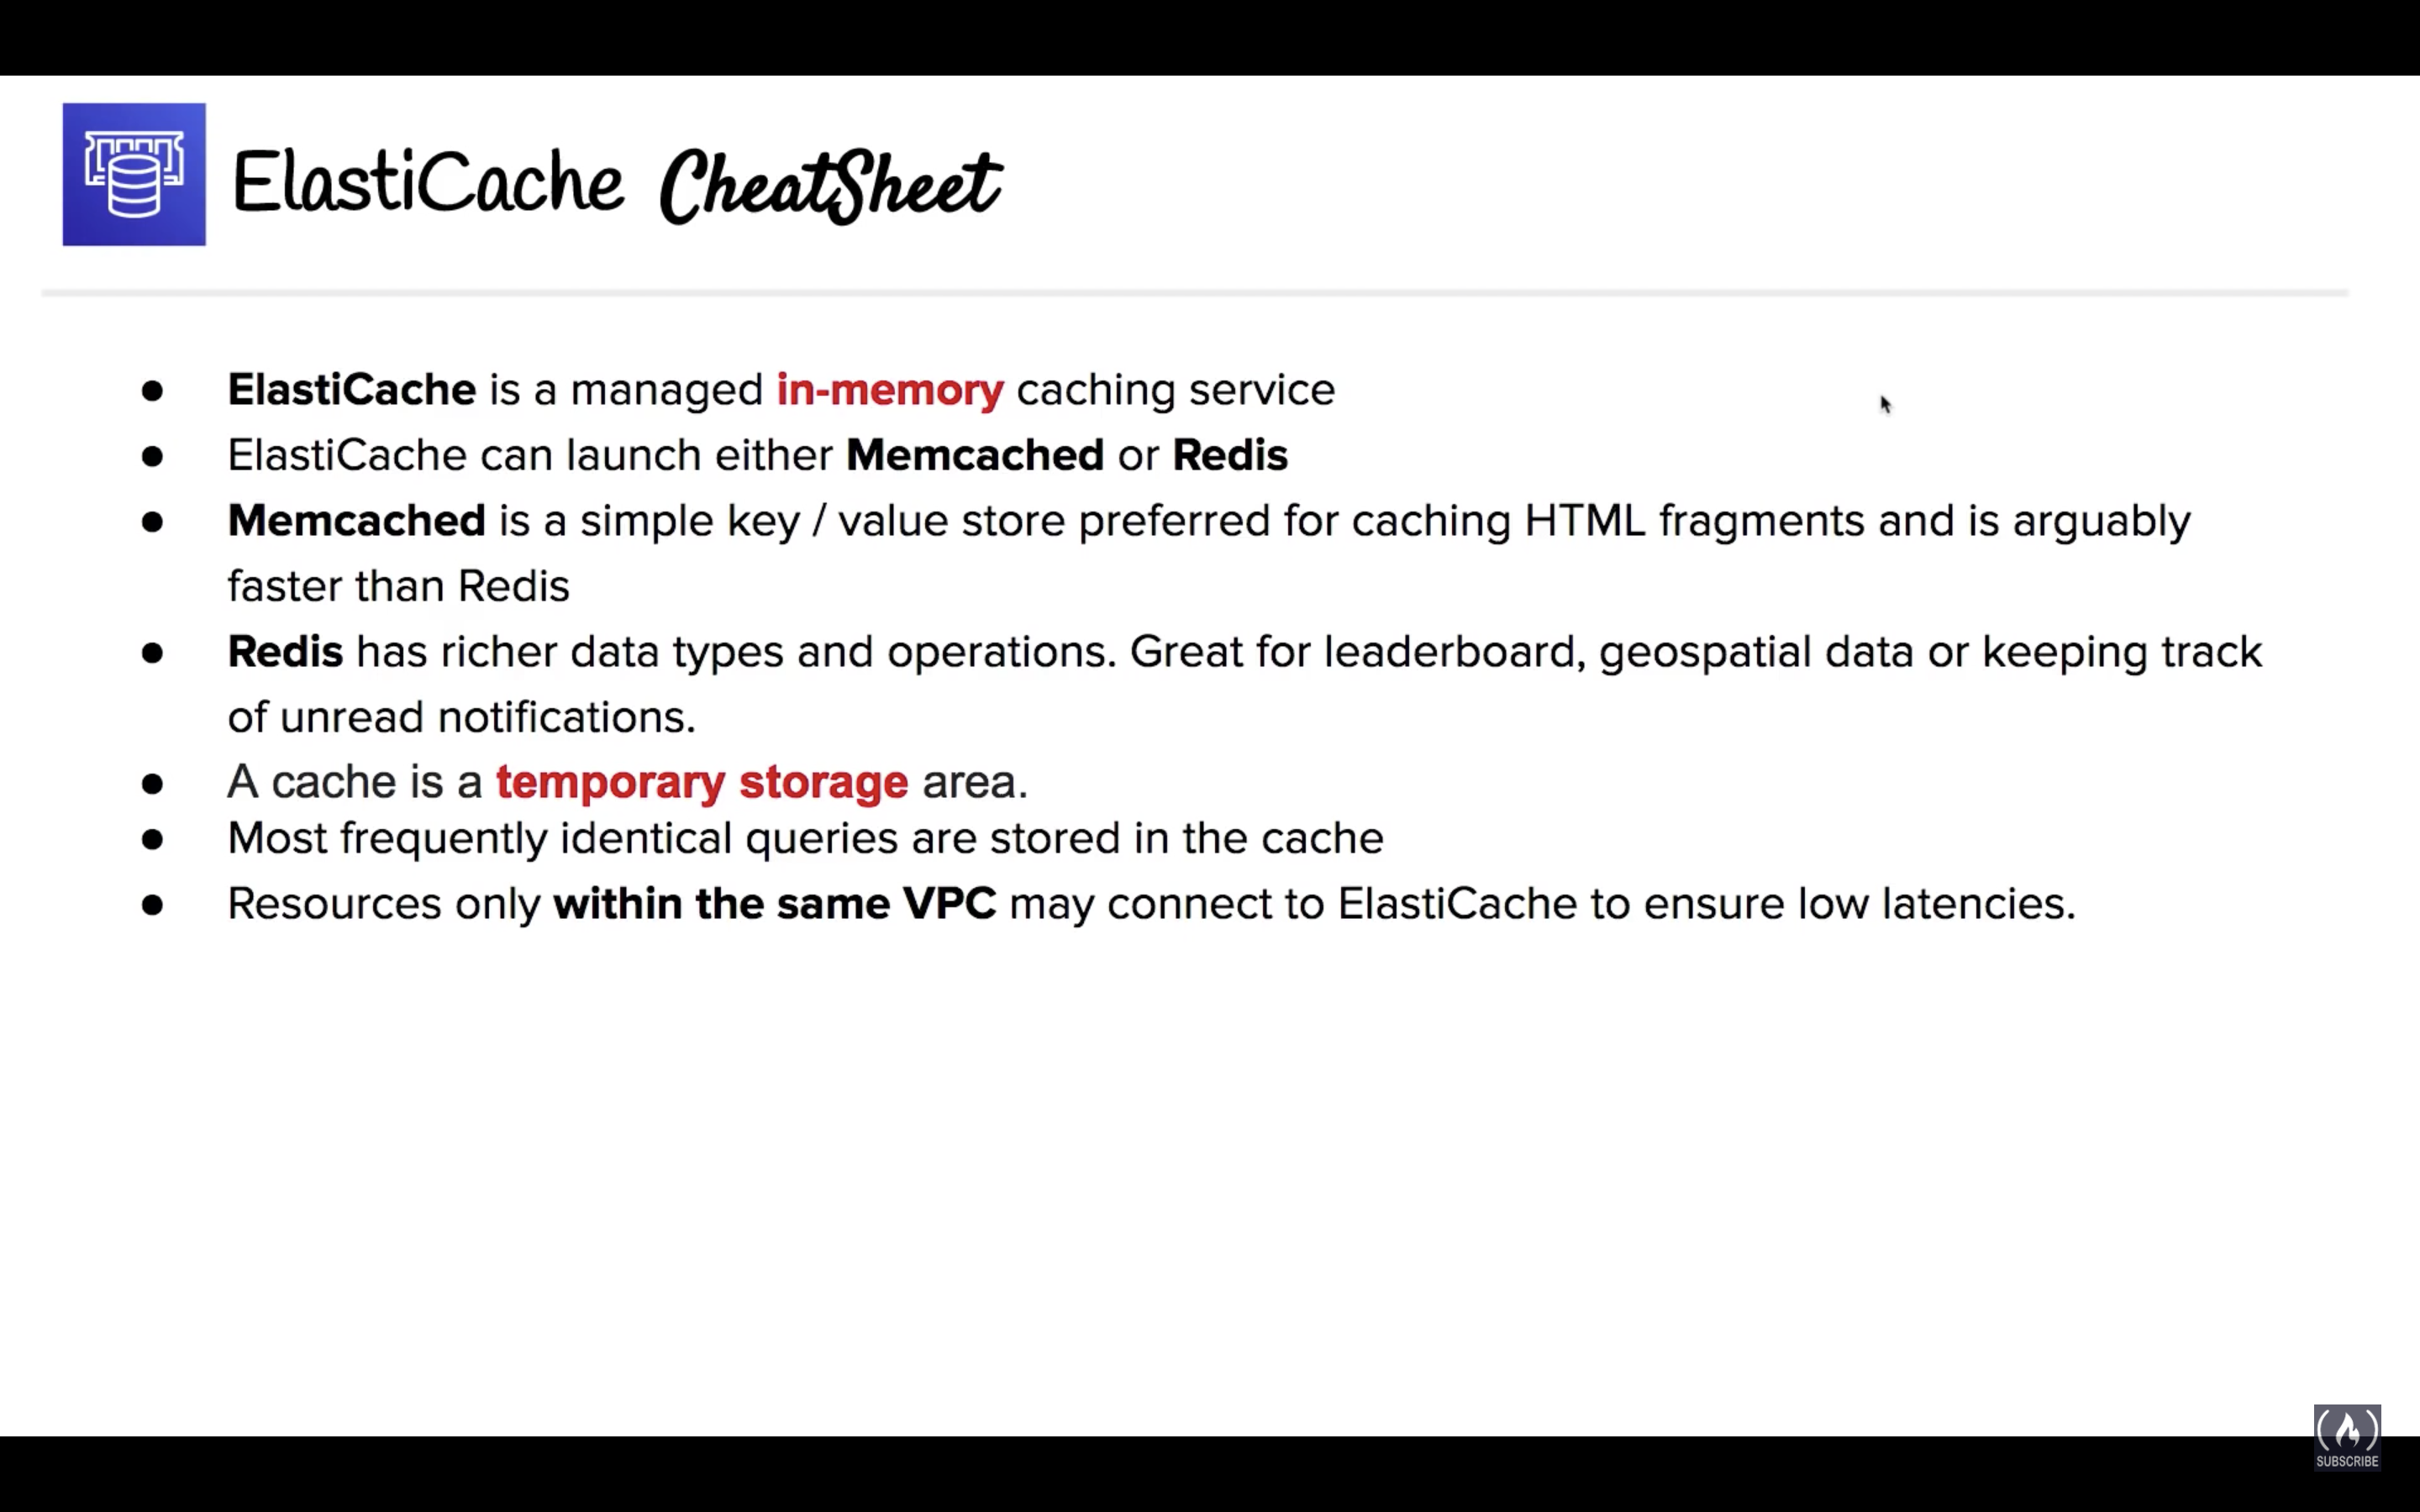 ElastiCache CheatSheet
● ElastiCache is a managed in-memory caching service
● ElastiCache can launch either Memcached or Redis
● Memcached is a simple key / value store preferred for caching HTML fragments and is arguably
faster than Redis
● Redis has richer data types and operations. Great for leaderboard, geospatial data or keeping track
of unread notifications.
● A cache is a temporary storage area.
● Most frequently identical queries are stored in the cache
● Resources only within the same VPC may connect to ElastiCache to ensure low latencies.
SUBSCRIBE